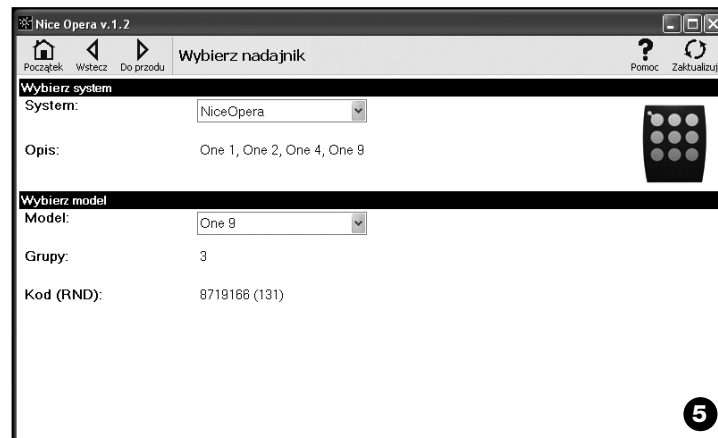 Nice Opera v.1.2
Początek Wstecz Do przodu Wybierz nadajnik Pomoc Zaktualizuj
Wybierz system
System: NiceOpera
Opis: One 1, One 2, One 4, One 9
Wybierz model
Model: One 9
Grupy: 3
Kod (RND): 8719166 (131)
5